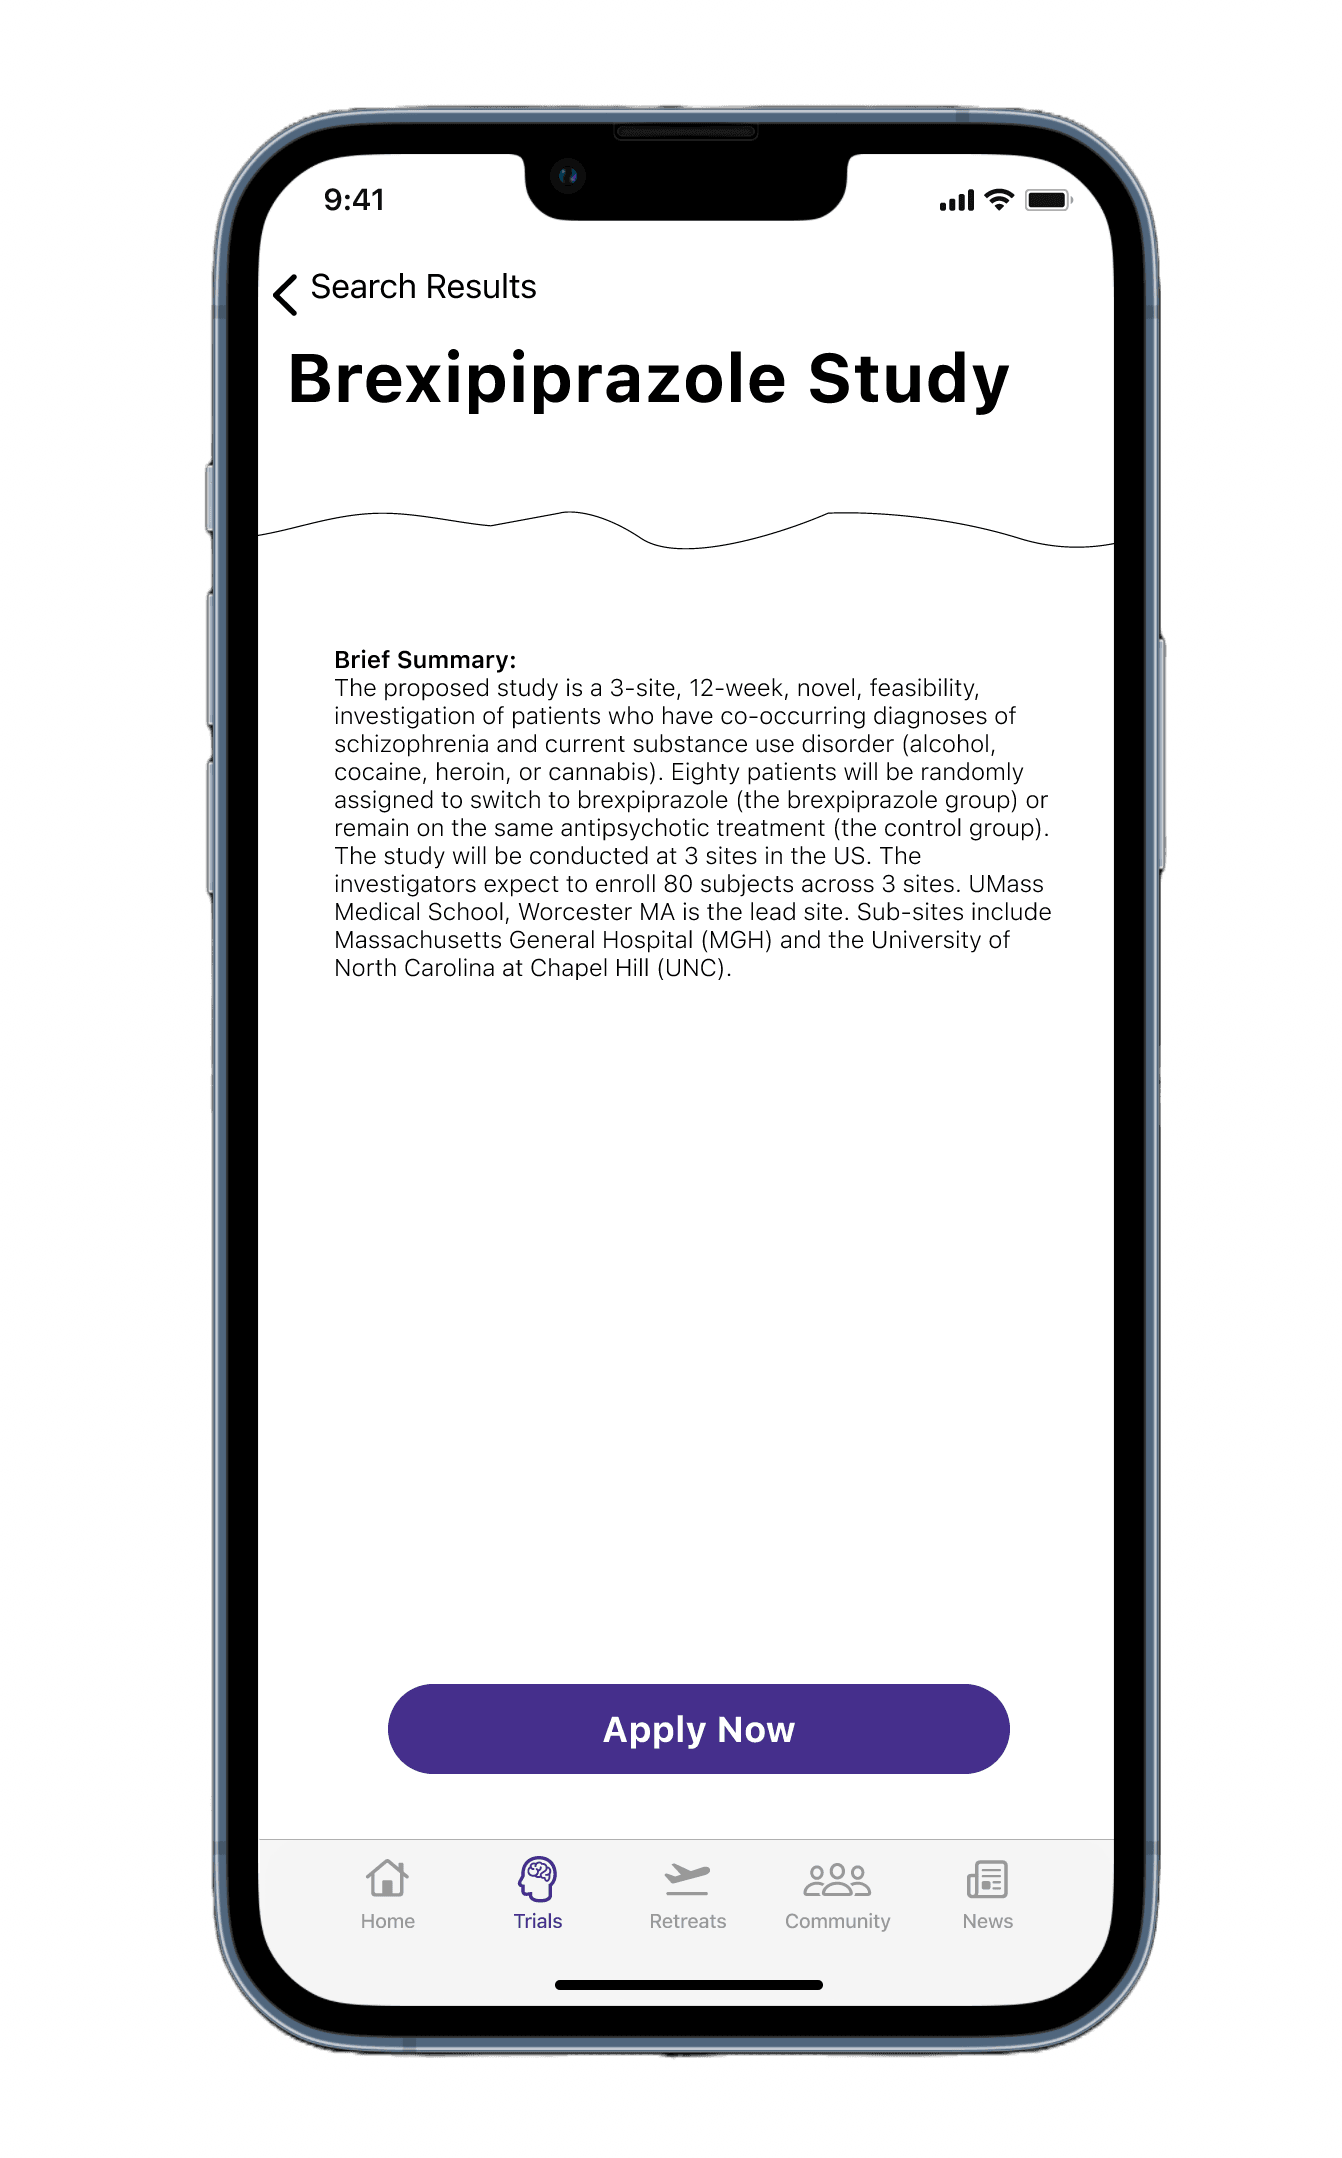 9:41
Search Results
Brexipiprazole Study
Brief Summary:
The proposed study is a 3-site, 12-week, novel, feasibility,
investigation of patients who have co-occurring diagnoses of
schizophrenia and current substance use disorder (alcohol,
cocaine, heroin, or cannabis). Eighty patients will be randomly
assigned to switch to brexpiprazole (the brexpiprazole group) or
remain on the same antipsychotic treatment (the control group).
The study will be conducted at 3 sites in the US. The
investigators expect to enroll 80 subjects across 3 sites. UMass
Medical School, Worcester MA is the lead site. Sub-sites include
Massachusetts General Hospital (MGH) and the University of
North Carolina at Chapel Hill (UNC).
Apply Now
Home Trials Retreats Community News